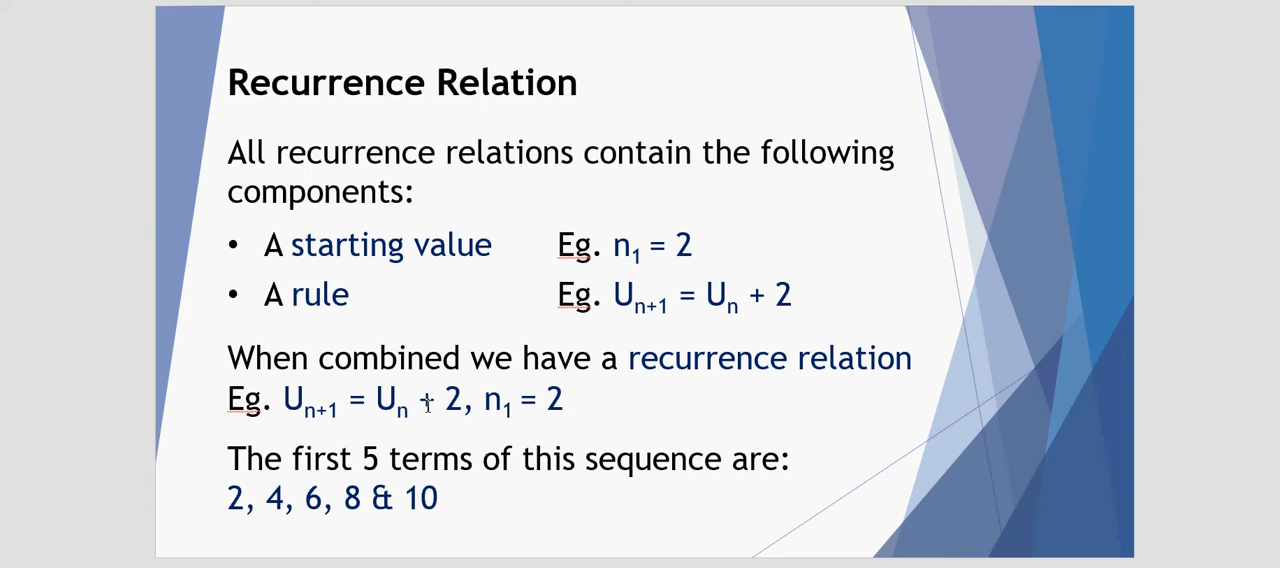 Recurrence Relation
All recurrence relations contain the following
components:
• A starting value Eg. n₁ = 2
• A rule Eg. Uₙ₊₁ = Uₙ + 2
When combined we have a recurrence relation
Eg. Uₙ₊₁ = Uₙ + 2, n₁ = 2
The first 5 terms of this sequence are:
2, 4, 6, 8 & 10